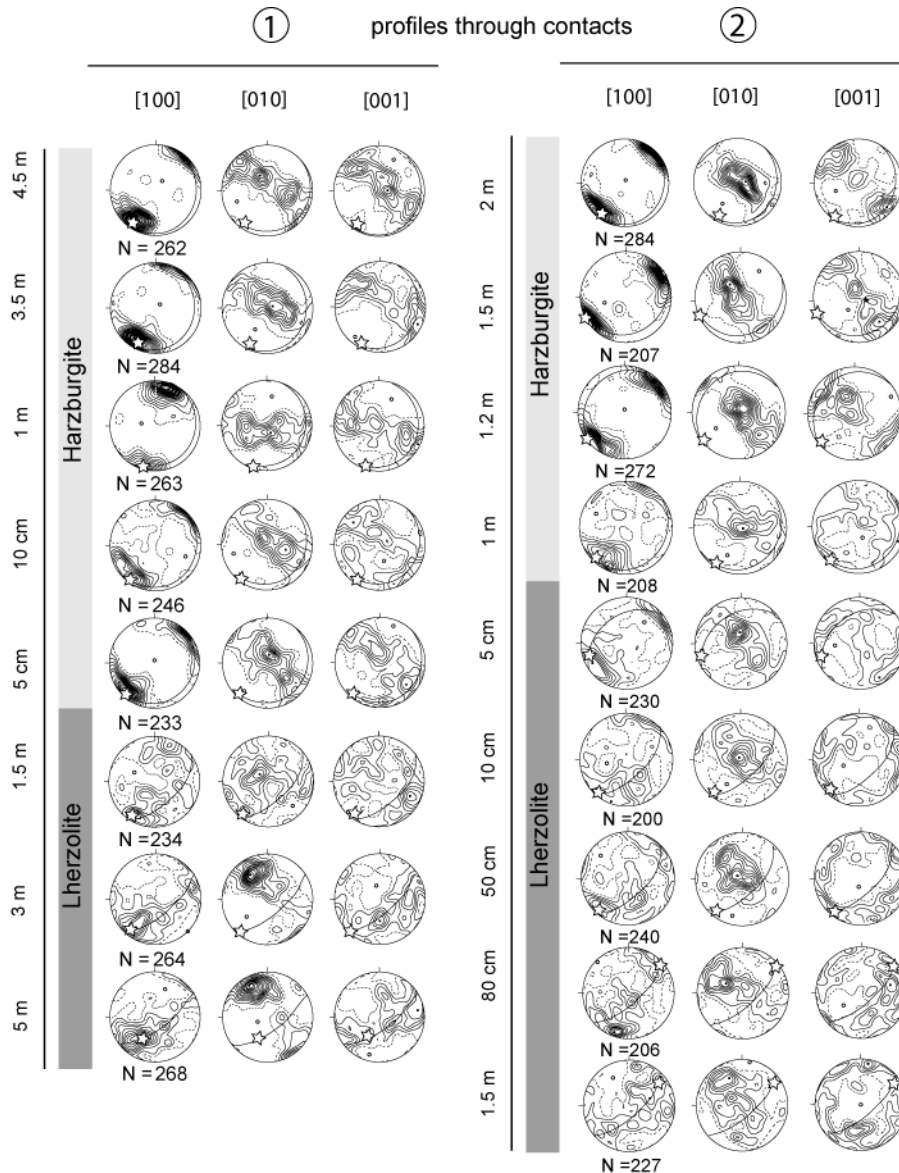 ① profiles through contacts ②
[100] [010] [001]
4.5 m
N = 262
3.5 m
N =284
1 m
N =263
10 cm
N =246
5 cm
N =233
1.5 m
N =234
3 m
N =264
5 m
N =268
Harzburgite
Lherzolite
[100] [010] [001]
2 m
N =284
1.5 m
N =207
1.2 m
N =272
1 m
N =208
5 cm
N =230
10 cm
N =200
50 cm
N =240
80 cm
N =206
1.5 m
N =227
Harzburgite
Lherzolite